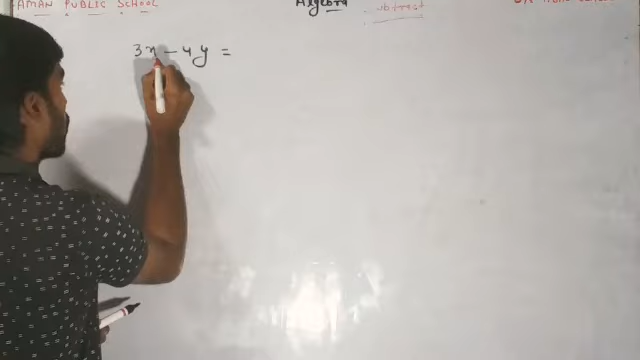 AMAN PUBLIC SCHOOL
Algebra
Subtract
3x - 4y =